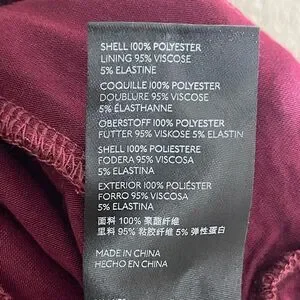 SHELL 100% POLYESTER
LINING 95% VISCOSE
5% ELASTINE
COQUILLE 100% POLYESTER
DOUBLURE 95% VISCOSE
5% ÉLASTHANNE
OBERSTOFF 100% POLYESTER
FUTTER 95% VISKOSE 5% ELASTIN
SHELL 100% POLIESTERE
FODERA 95% VISCOSA
5% ELASTINA
EXTERIOR 100% POLIÉSTER
FORRO 95% VISCOSA
5% ELASTINA
面料 100% 聚酯纤维
里料 95% 粘胶纤维 5% 弹性蛋白
MADE IN CHINA
HECHO EN CHINA